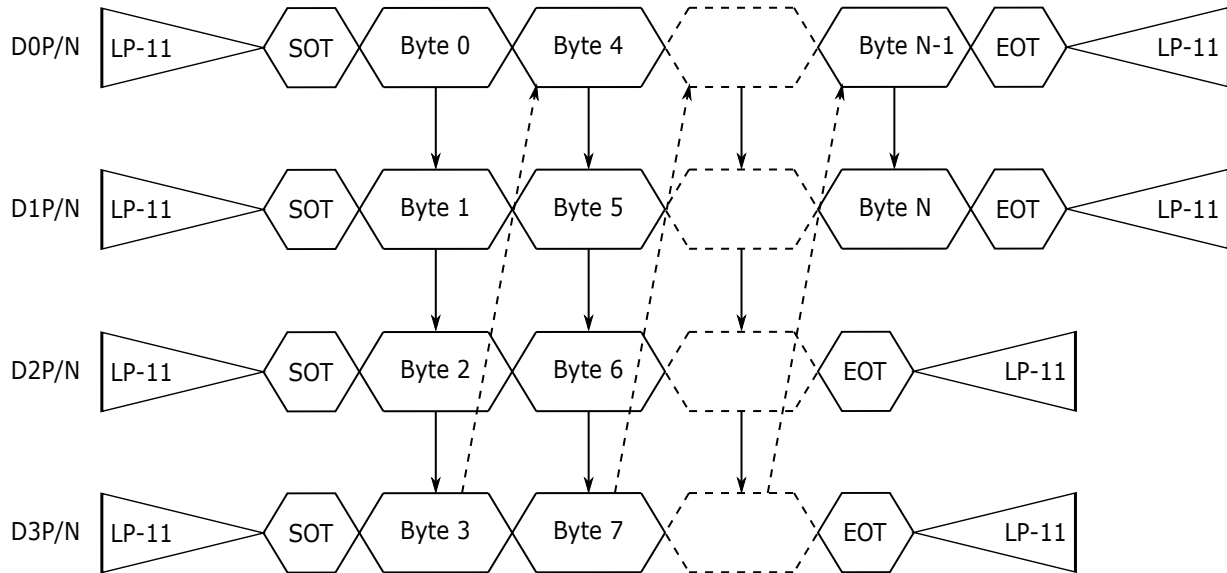 D0P/N LP-11 SOT Byte 0 Byte 4 Byte N-1 EOT LP-11
D1P/N LP-11 SOT Byte 1 Byte 5 Byte N EOT LP-11
D2P/N LP-11 SOT Byte 2 Byte 6 EOT LP-11
D3P/N LP-11 SOT Byte 3 Byte 7 EOT LP-11